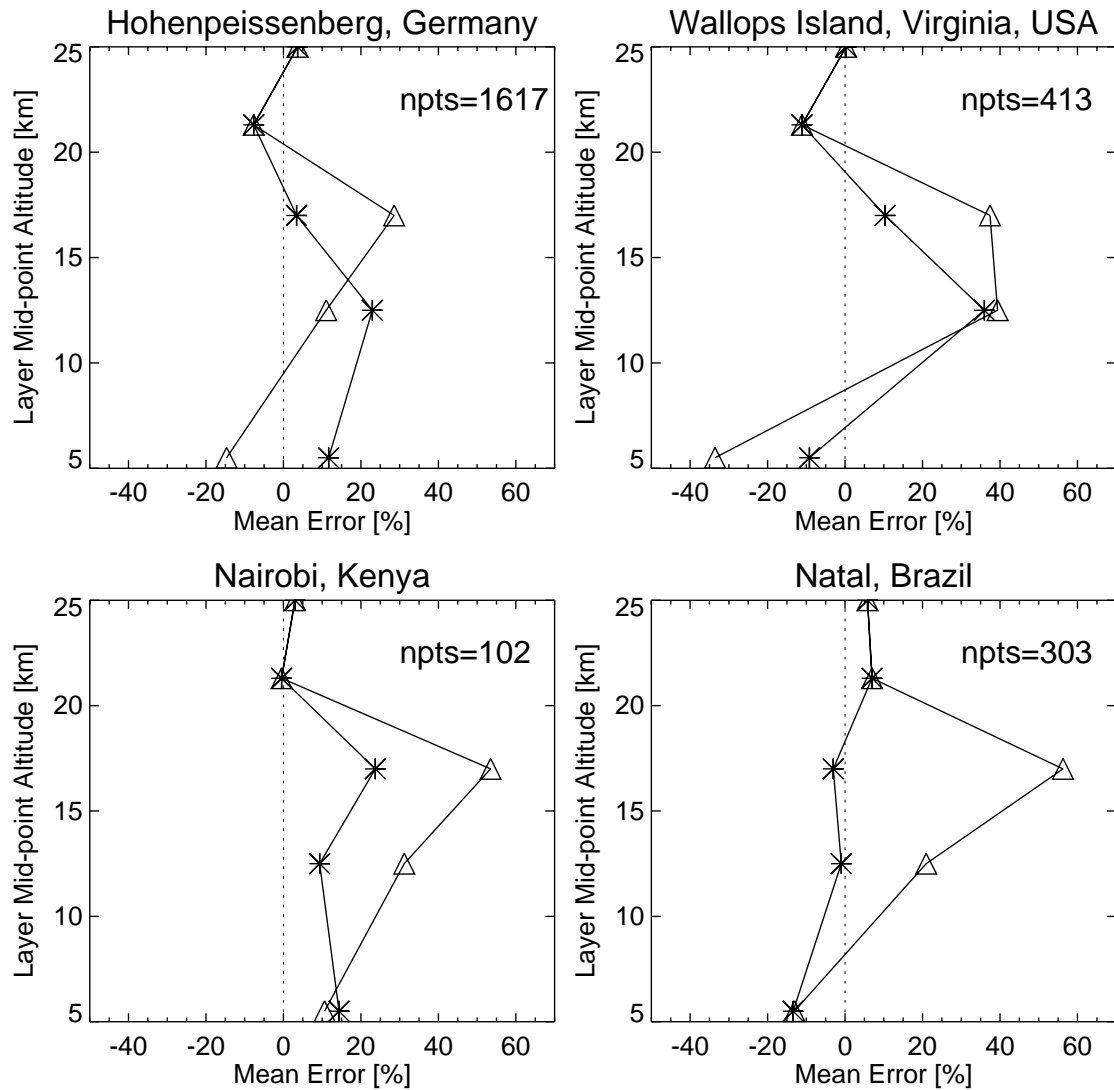 Hohenpeissenberg, Germany
npts=1617
Layer Mid-point Altitude [km]
25
20
15
10
5
-40 -20 0 20 40 60
Mean Error [%]
Wallops Island, Virginia, USA
npts=413
Layer Mid-point Altitude [km]
25
20
15
10
5
-40 -20 0 20 40 60
Mean Error [%]
Nairobi, Kenya
npts=102
Layer Mid-point Altitude [km]
25
20
15
10
5
-40 -20 0 20 40 60
Mean Error [%]
Natal, Brazil
npts=303
Layer Mid-point Altitude [km]
25
20
15
10
5
-40 -20 0 20 40 60
Mean Error [%]